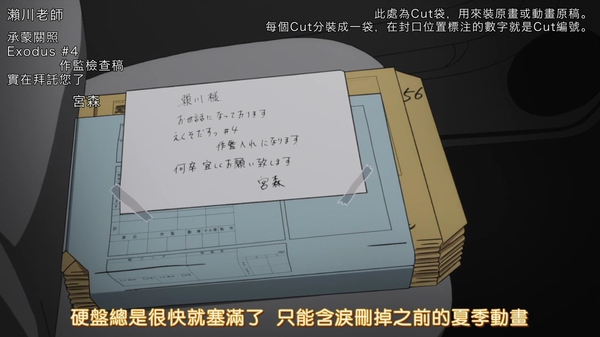 瀨川老師
承蒙關照
Exodus #4
作監檢查稿
實在拜託您了
宮森
此處為Cut袋,用來裝原畫或動畫原稿。
每個Cut分裝成一袋,在封口位置標注的數字就是Cut編號。
瀬川様
お世話になっております
えくそだすっ #4
作監入れになります
何卒宜しくお願い致します
宮森
56
硬盤總是很快就塞滿了 只能含淚刪掉之前的夏季動畫